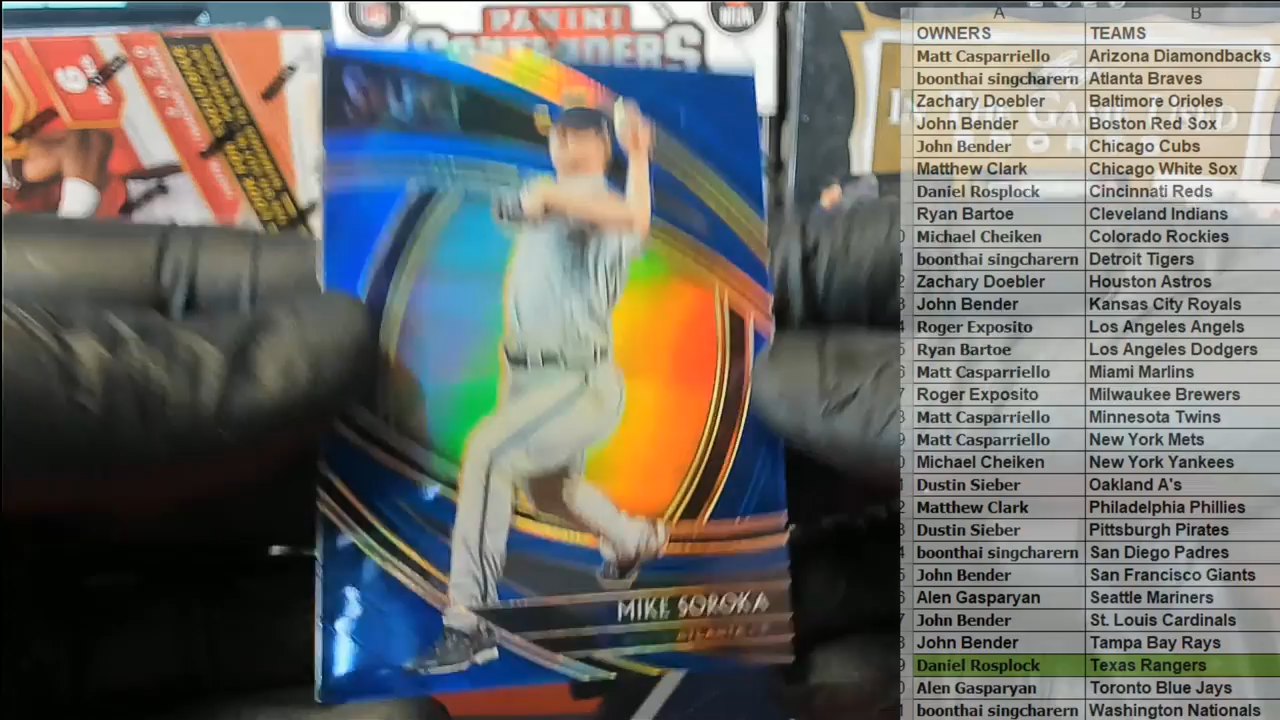 PANINI
CONTENDERS
MIKE SOROKA
A B
OWNERS TEAMS
Matt Casparriello Arizona Diamondbacks
boonthai singcharern Atlanta Braves
Zachary Doebler Baltimore Orioles
John Bender Boston Red Sox
John Bender Chicago Cubs
Matthew Clark Chicago White Sox
Daniel Rosplock Cincinnati Reds
Ryan Bartoe Cleveland Indians
Michael Cheiken Colorado Rockies
boonthai singcharern Detroit Tigers
Zachary Doebler Houston Astros
John Bender Kansas City Royals
Roger Exposito Los Angeles Angels
Ryan Bartoe Los Angeles Dodgers
Matt Casparriello Miami Marlins
Roger Exposito Milwaukee Brewers
Matt Casparriello Minnesota Twins
Matt Casparriello New York Mets
Michael Cheiken New York Yankees
Dustin Sieber Oakland A's
Matthew Clark Philadelphia Phillies
Dustin Sieber Pittsburgh Pirates
boonthai singcharern San Diego Padres
John Bender San Francisco Giants
Alen Gasparyan Seattle Mariners
John Bender St. Louis Cardinals
John Bender Tampa Bay Rays
Daniel Rosplock Texas Rangers
Alen Gasparyan Toronto Blue Jays
boonthai singcharern Washington Nationals